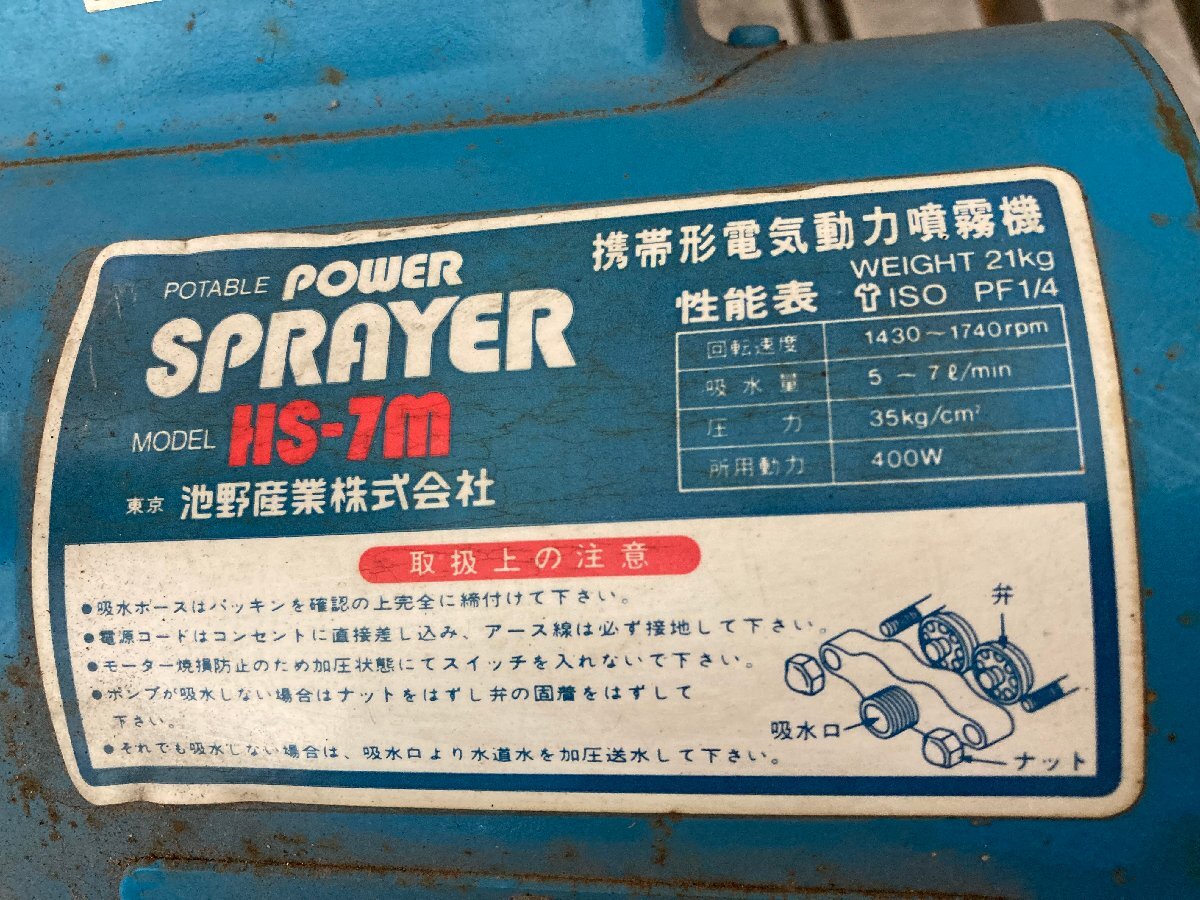 POTABLE POWER
SPRAYER
MODEL HS-7M
東京 池野産業株式会社
携帯形電気動力噴霧機
WEIGHT 21kg
性能表 ISO PF1/4
回転速度 1430～1740rpm
吸水量 5～7ℓ/min
圧力 35kg/cm²
所用動力 400W
取扱上の注意
●吸水ホースはパッキンを確認の上完全に締付けて下さい。
●電源コードはコンセントに直接差し込み、アース線は必ず接地して下さい。
●モーター焼損防止のため加圧状態にてスイッチを入れないで下さい。
●ポンプが吸水しない場合はナットをはずし弁の固着をはずして
下さい。
●それでも吸水しない場合は、吸水口より水道水を加圧送水して下さい。
弁
吸水口
ナット